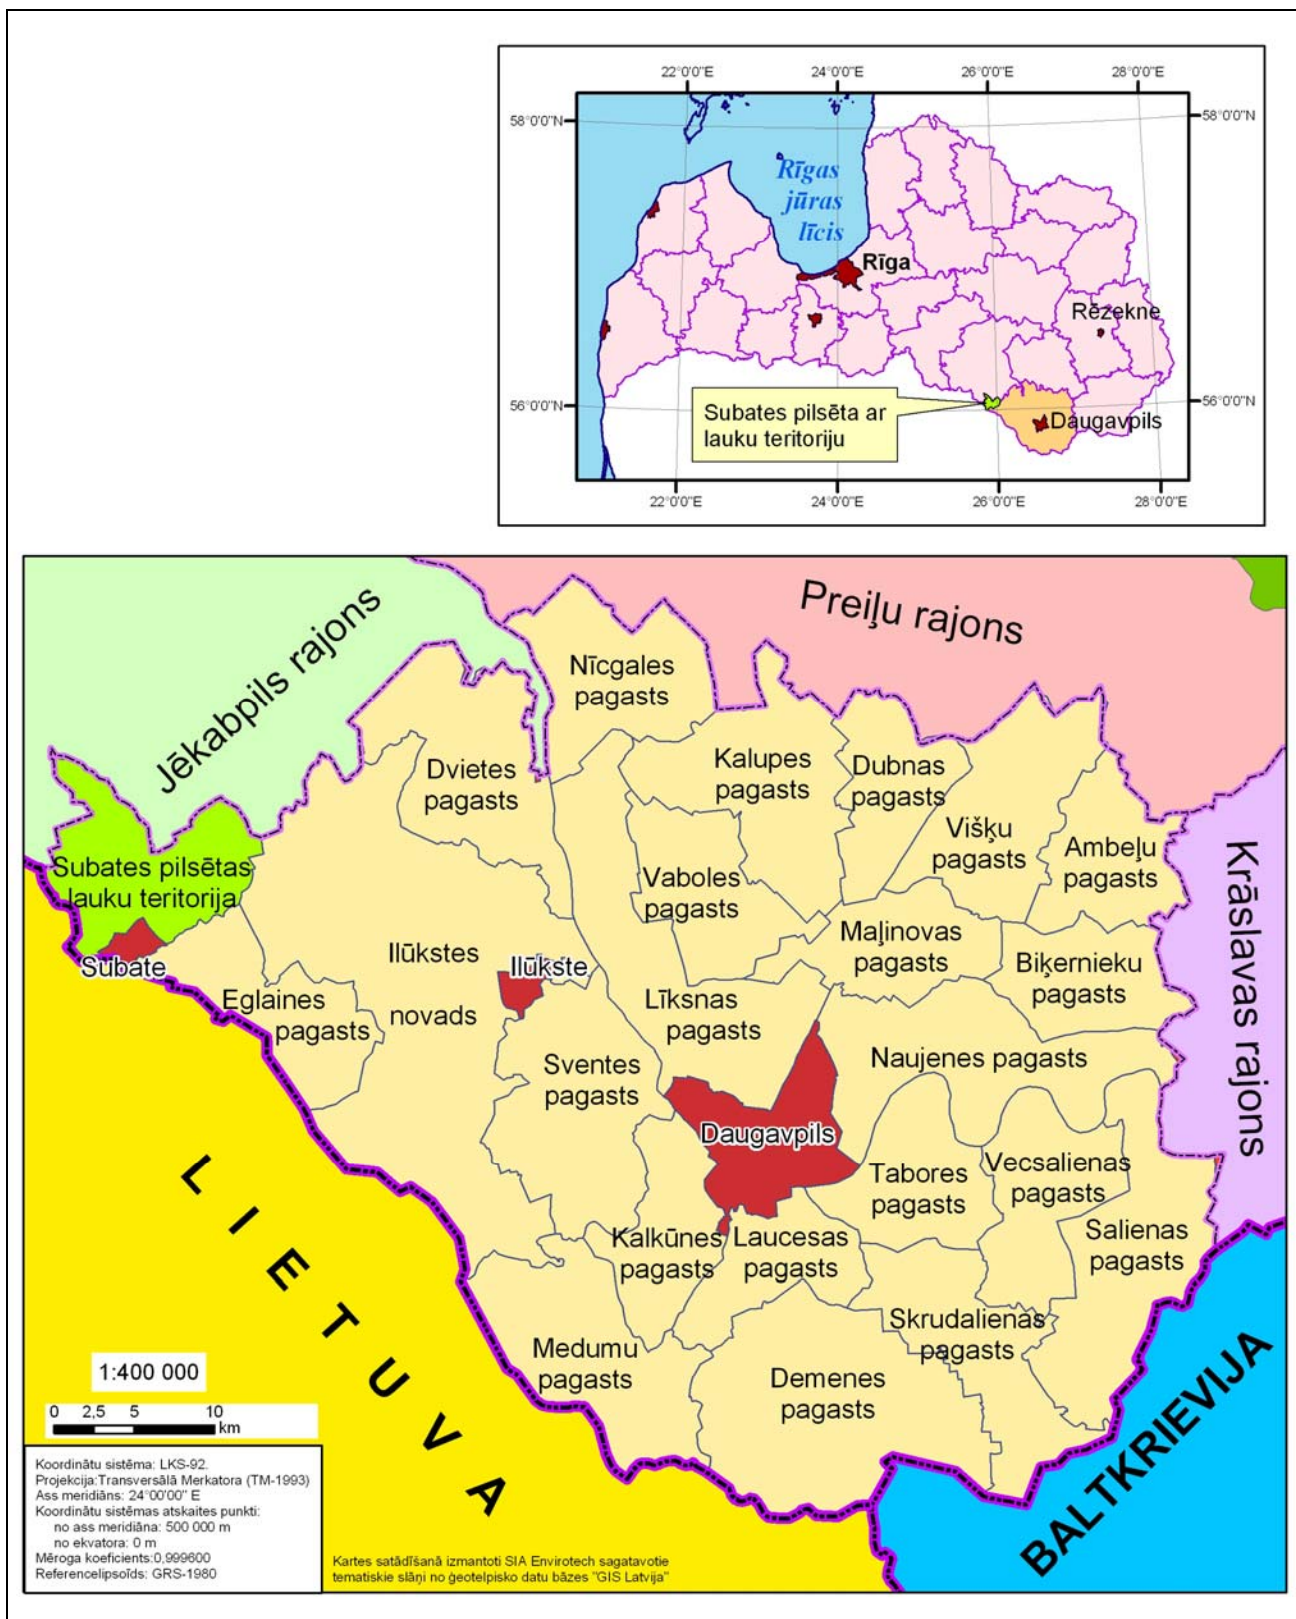 22°0'0"E
24°0'0"E
26°0'0"E
28°0'0"E
58°0'0"N
58°0'0"N
Rīgas
jūras
līcis
Rīga
Rēzekne
56°0'0"N
56°0'0"N
Subates pilsēta ar
lauku teritoriju
Daugavpils
22°0'0"E
24°0'0"E
26°0'0"E
28°0'0"E
Jēkabpils rajons
Preiļu rajons
Nīcgales
pagasts
Dvietes
pagasts
Kalupes
pagasts
Dubnas
pagasts
Višķu
pagasts
Ambeļu
pagasts
Krāslavas rajons
Subates pilsētas
lauku teritorija
Vaboles
pagasts
Subate
Ilūkstes
novads
Ilūkste
Maļinovas
pagasts
Biķernieku
pagasts
Eglaines
pagasts
Līksnas
pagasts
Sventes
pagasts
Naujenes pagasts
Daugavpils
Tabores
pagasts
Vecsalienas
pagasts
Salienas
pagasts
Kalkūnes
pagasts
Laucesas
pagasts
Skrudalienas
pagasts
Medumu
pagasts
Demenes
pagasts
LIETUVA
BALTKRIEVIJA
1:400 000
0 2,5 5 10
km
Koordinātu sistēma: LKS-92.
Projekcija:Transversālā Merkatora (TM-1993)
Ass meridiāns: 24°00'00" E
Koordinātu sistēmas atskaites punkti:
no ass meridiāna: 500 000 m
no ekvatora: 0 m
Mēroga koeficients:0,999600
Referencelipsoīds: GRS-1980
Kartes satādīšanā izmantoti SIA Envirotech sagatavotie
tematiskie slāņi no ģeotelpisko datu bāzes "GIS Latvija"